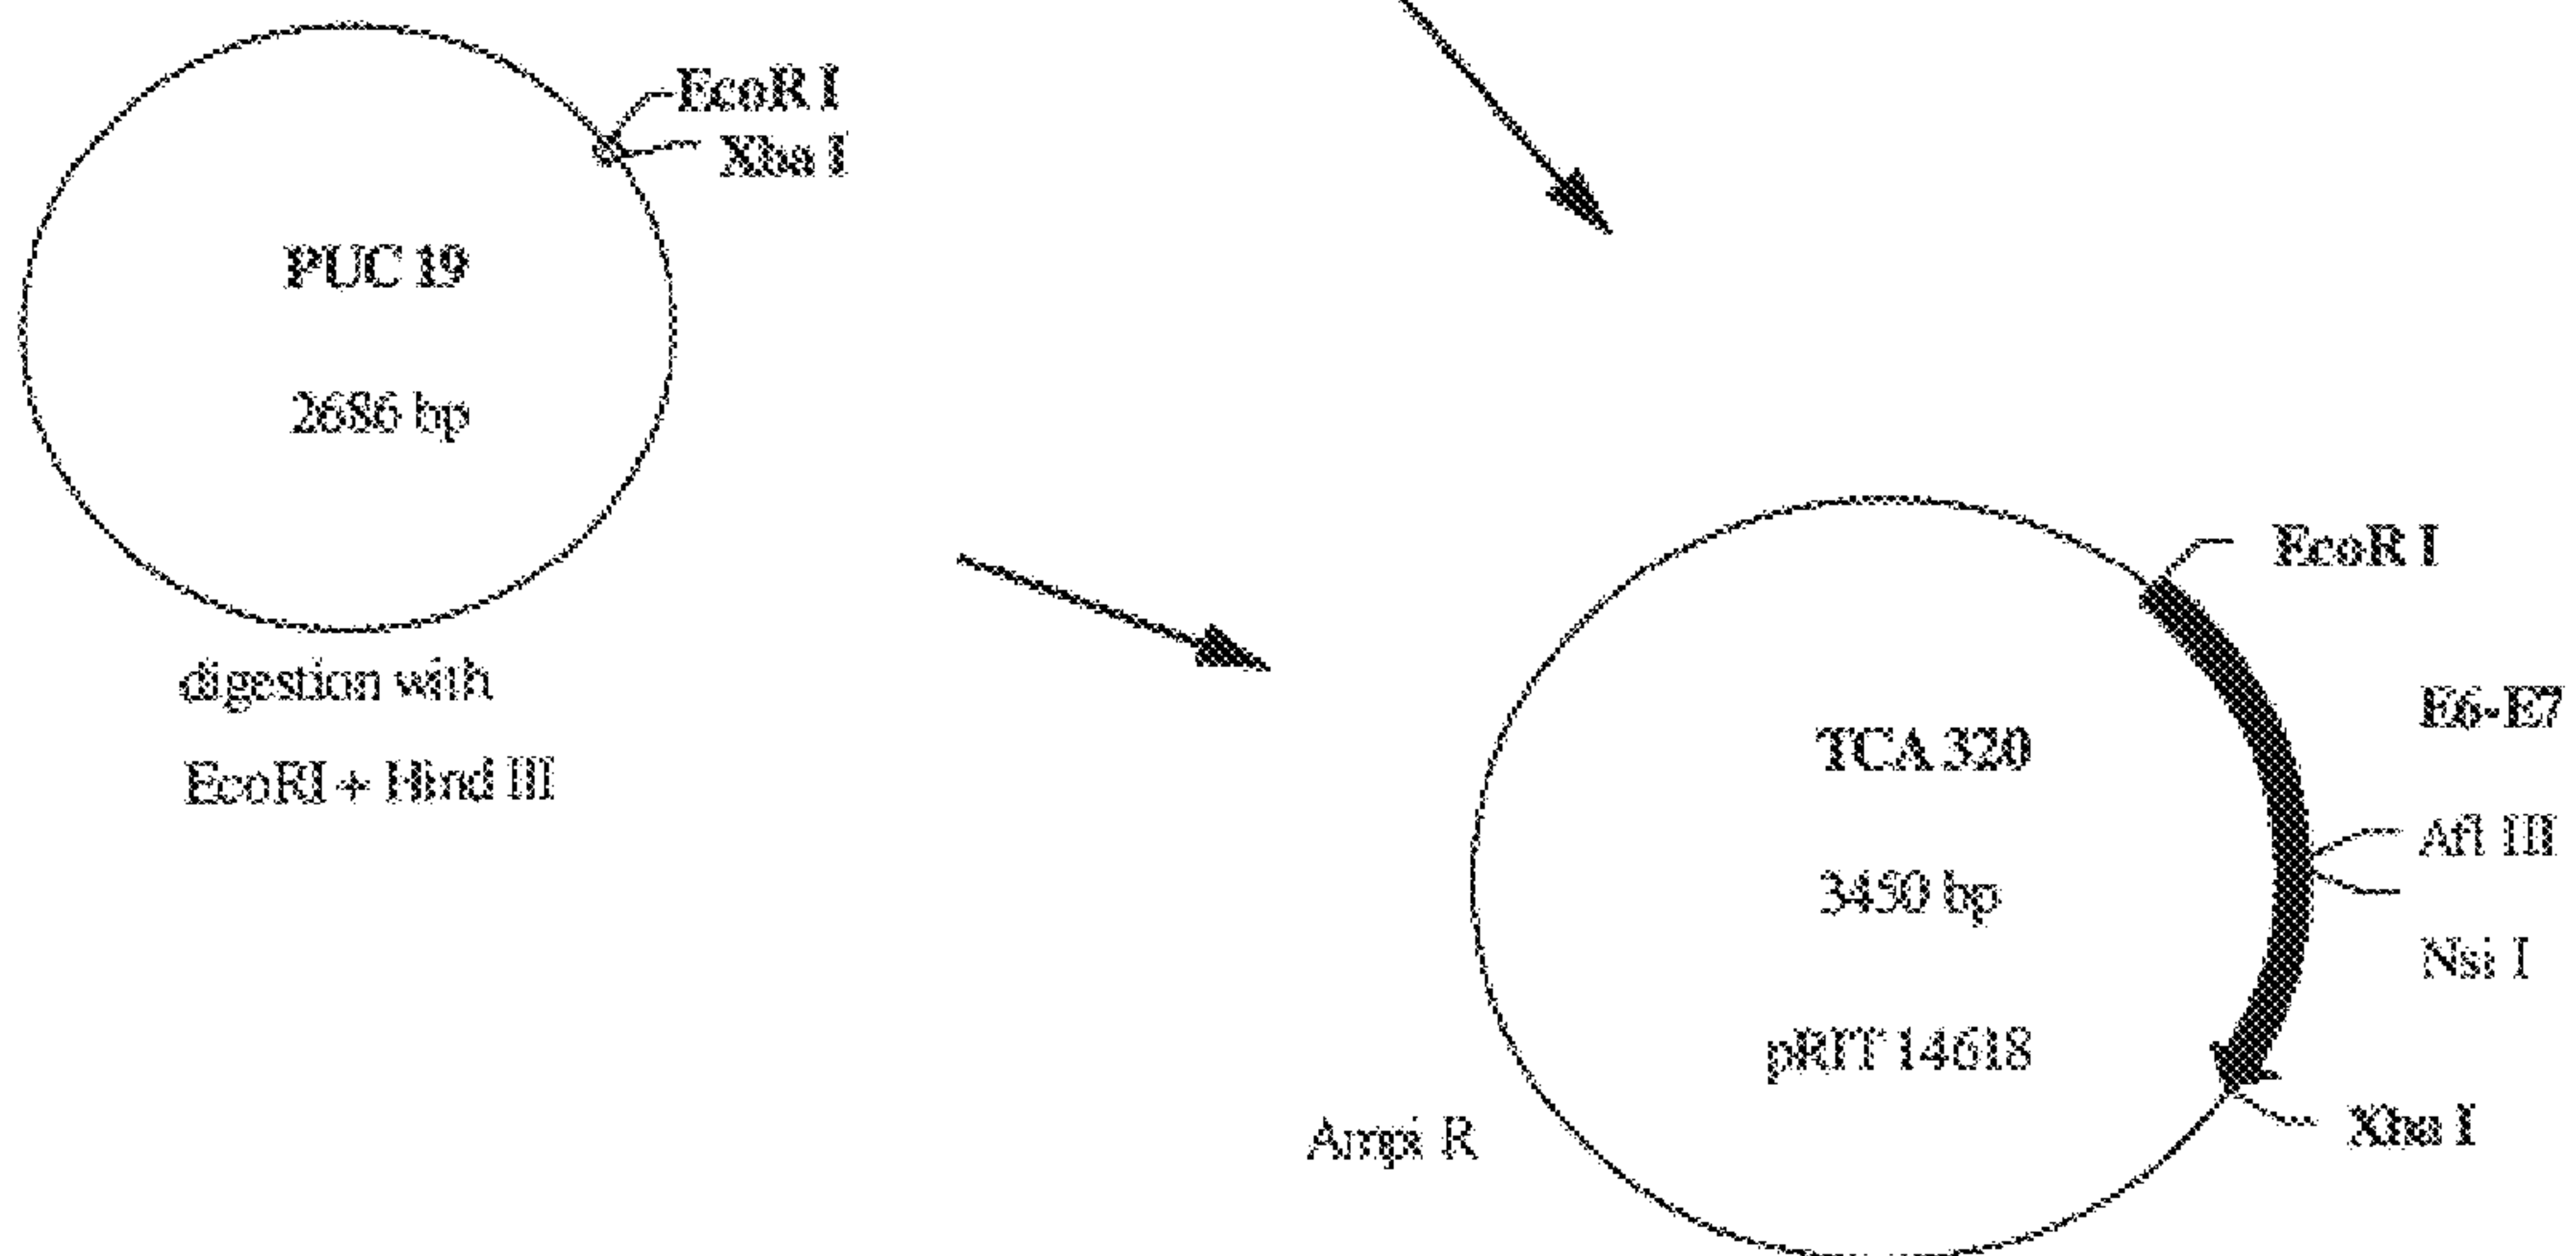 EcoR I
Xba I
PUC 19
2686 bp
digestion with
EcoRI + Hind III
EcoR I
E6-E7
TCA 320
Afl III
3450 bp
Nsi I
pRIT 14618
Xba I
Ampi R